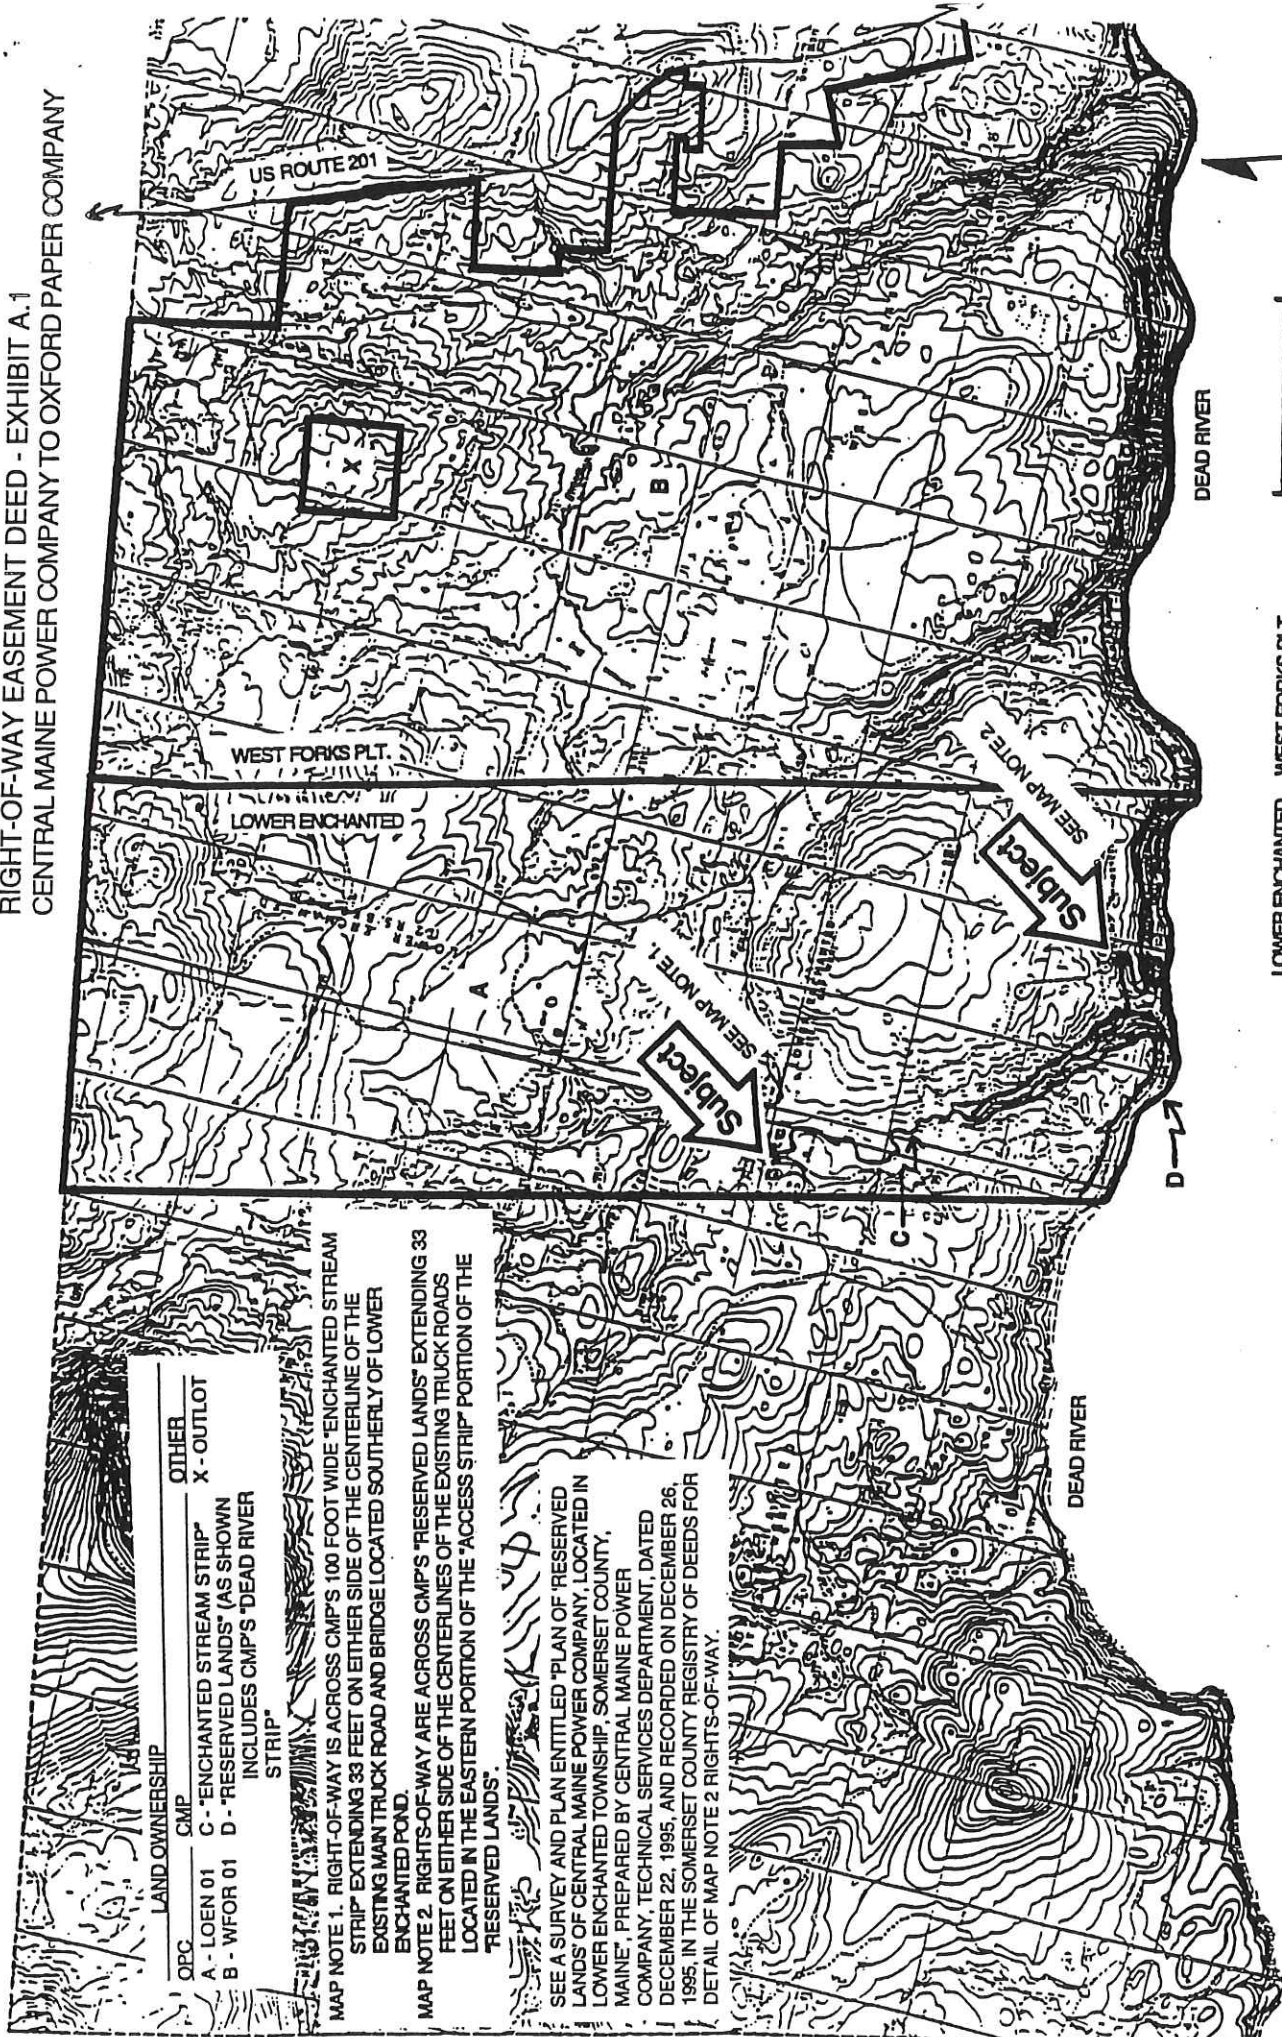 RIGHT-OF-WAY EASEMENT DEED - EXHIBIT A.1
CENTRAL MAINE POWER COMPANY TO OXFORD PAPER COMPANY
LAND OWNERSHIP
OPC CMP OTHER
A - LOEN 01 C - "ENCHANTED STREAM STRIP" X - OUTLOT
B - WFOR 01 D - "RESERVED LANDS" (AS SHOWN
INCLUDES CMP'S "DEAD RIVER
STRIP"
MAP NOTE 1. RIGHT-OF-WAY IS ACROSS CMP'S 100 FOOT WIDE "ENCHANTED STREAM
STRIP" EXTENDING 33 FEET ON EITHER SIDE OF THE CENTERLINE OF THE
EXISTING MAIN TRUCK ROAD AND BRIDGE LOCATED SOUTHERLY OF LOWER
ENCHANTED POND.
MAP NOTE 2. RIGHTS-OF-WAY ARE ACROSS CMP'S "RESERVED LANDS" EXTENDING 33
FEET ON EITHER SIDE OF THE CENTERLINES OF THE EXISTING TRUCK ROADS
LOCATED IN THE EASTERN PORTION OF THE "ACCESS STRIP" PORTION OF THE
"RESERVED LANDS".
SEE A SURVEY AND PLAN ENTITLED "PLAN OF 'RESERVED
LANDS' OF CENTRAL MAINE POWER COMPANY, LOCATED IN
LOWER ENCHANTED TOWNSHIP, SOMERSET COUNTY,
MAINE", PREPARED BY CENTRAL MAINE POWER
COMPANY, TECHNICAL SERVICES DEPARTMENT, DATED
DECEMBER 22, 1995, AND RECORDED ON DECEMBER 26,
1995, IN THE SOMERSET COUNTY REGISTRY OF DEEDS FOR
DETAIL OF MAP NOTE 2 RIGHTS-OF-WAY.
US ROUTE 201
WEST FORKS PLT.
LOWER ENCHANTED
X
B
A
Subject
SEE MAP NOTE 1.
Subject
SEE MAP NOTE 2
C
D
DEAD RIVER
DEAD RIVER
LOWER ENCHANTED WEST FORKS PLT.